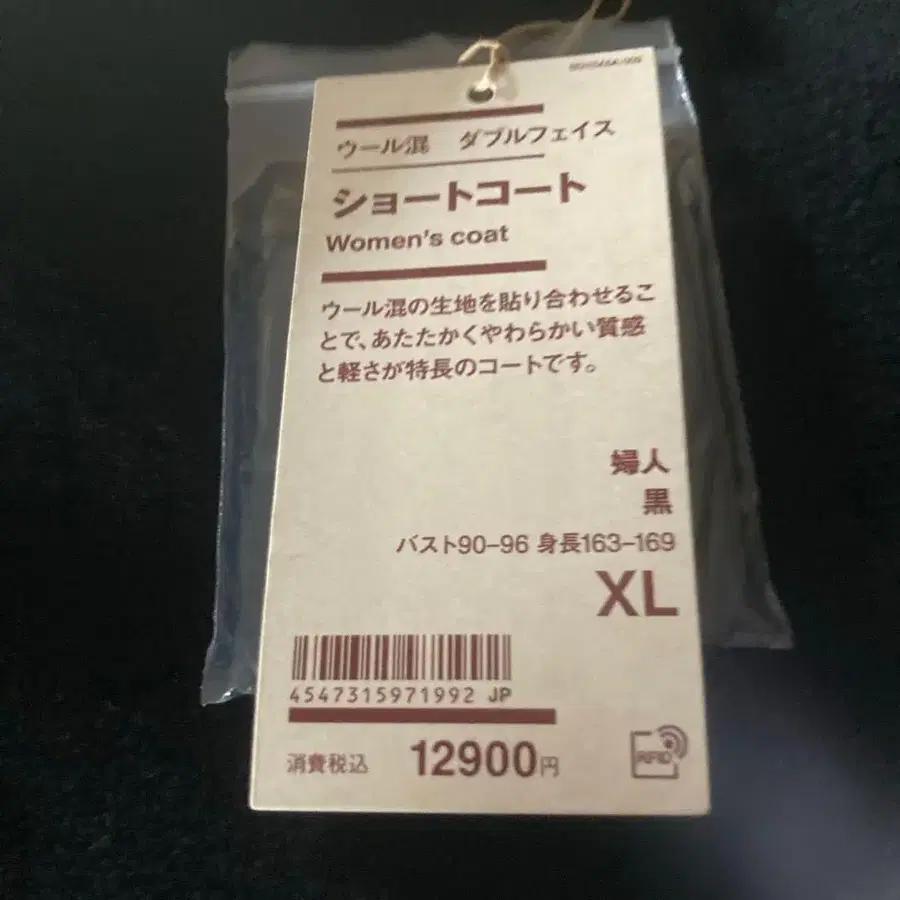 ウール混 ダブルフェイス
ショートコート
Women's coat
ウール混の生地を貼り合わせるこ
とで、あたたかくやわらかい質感
と軽さが特長のコートです。
婦人
黒
バスト90-96 身長163-169
XL
4547315971992 JP
消費税込 12900円
RFID